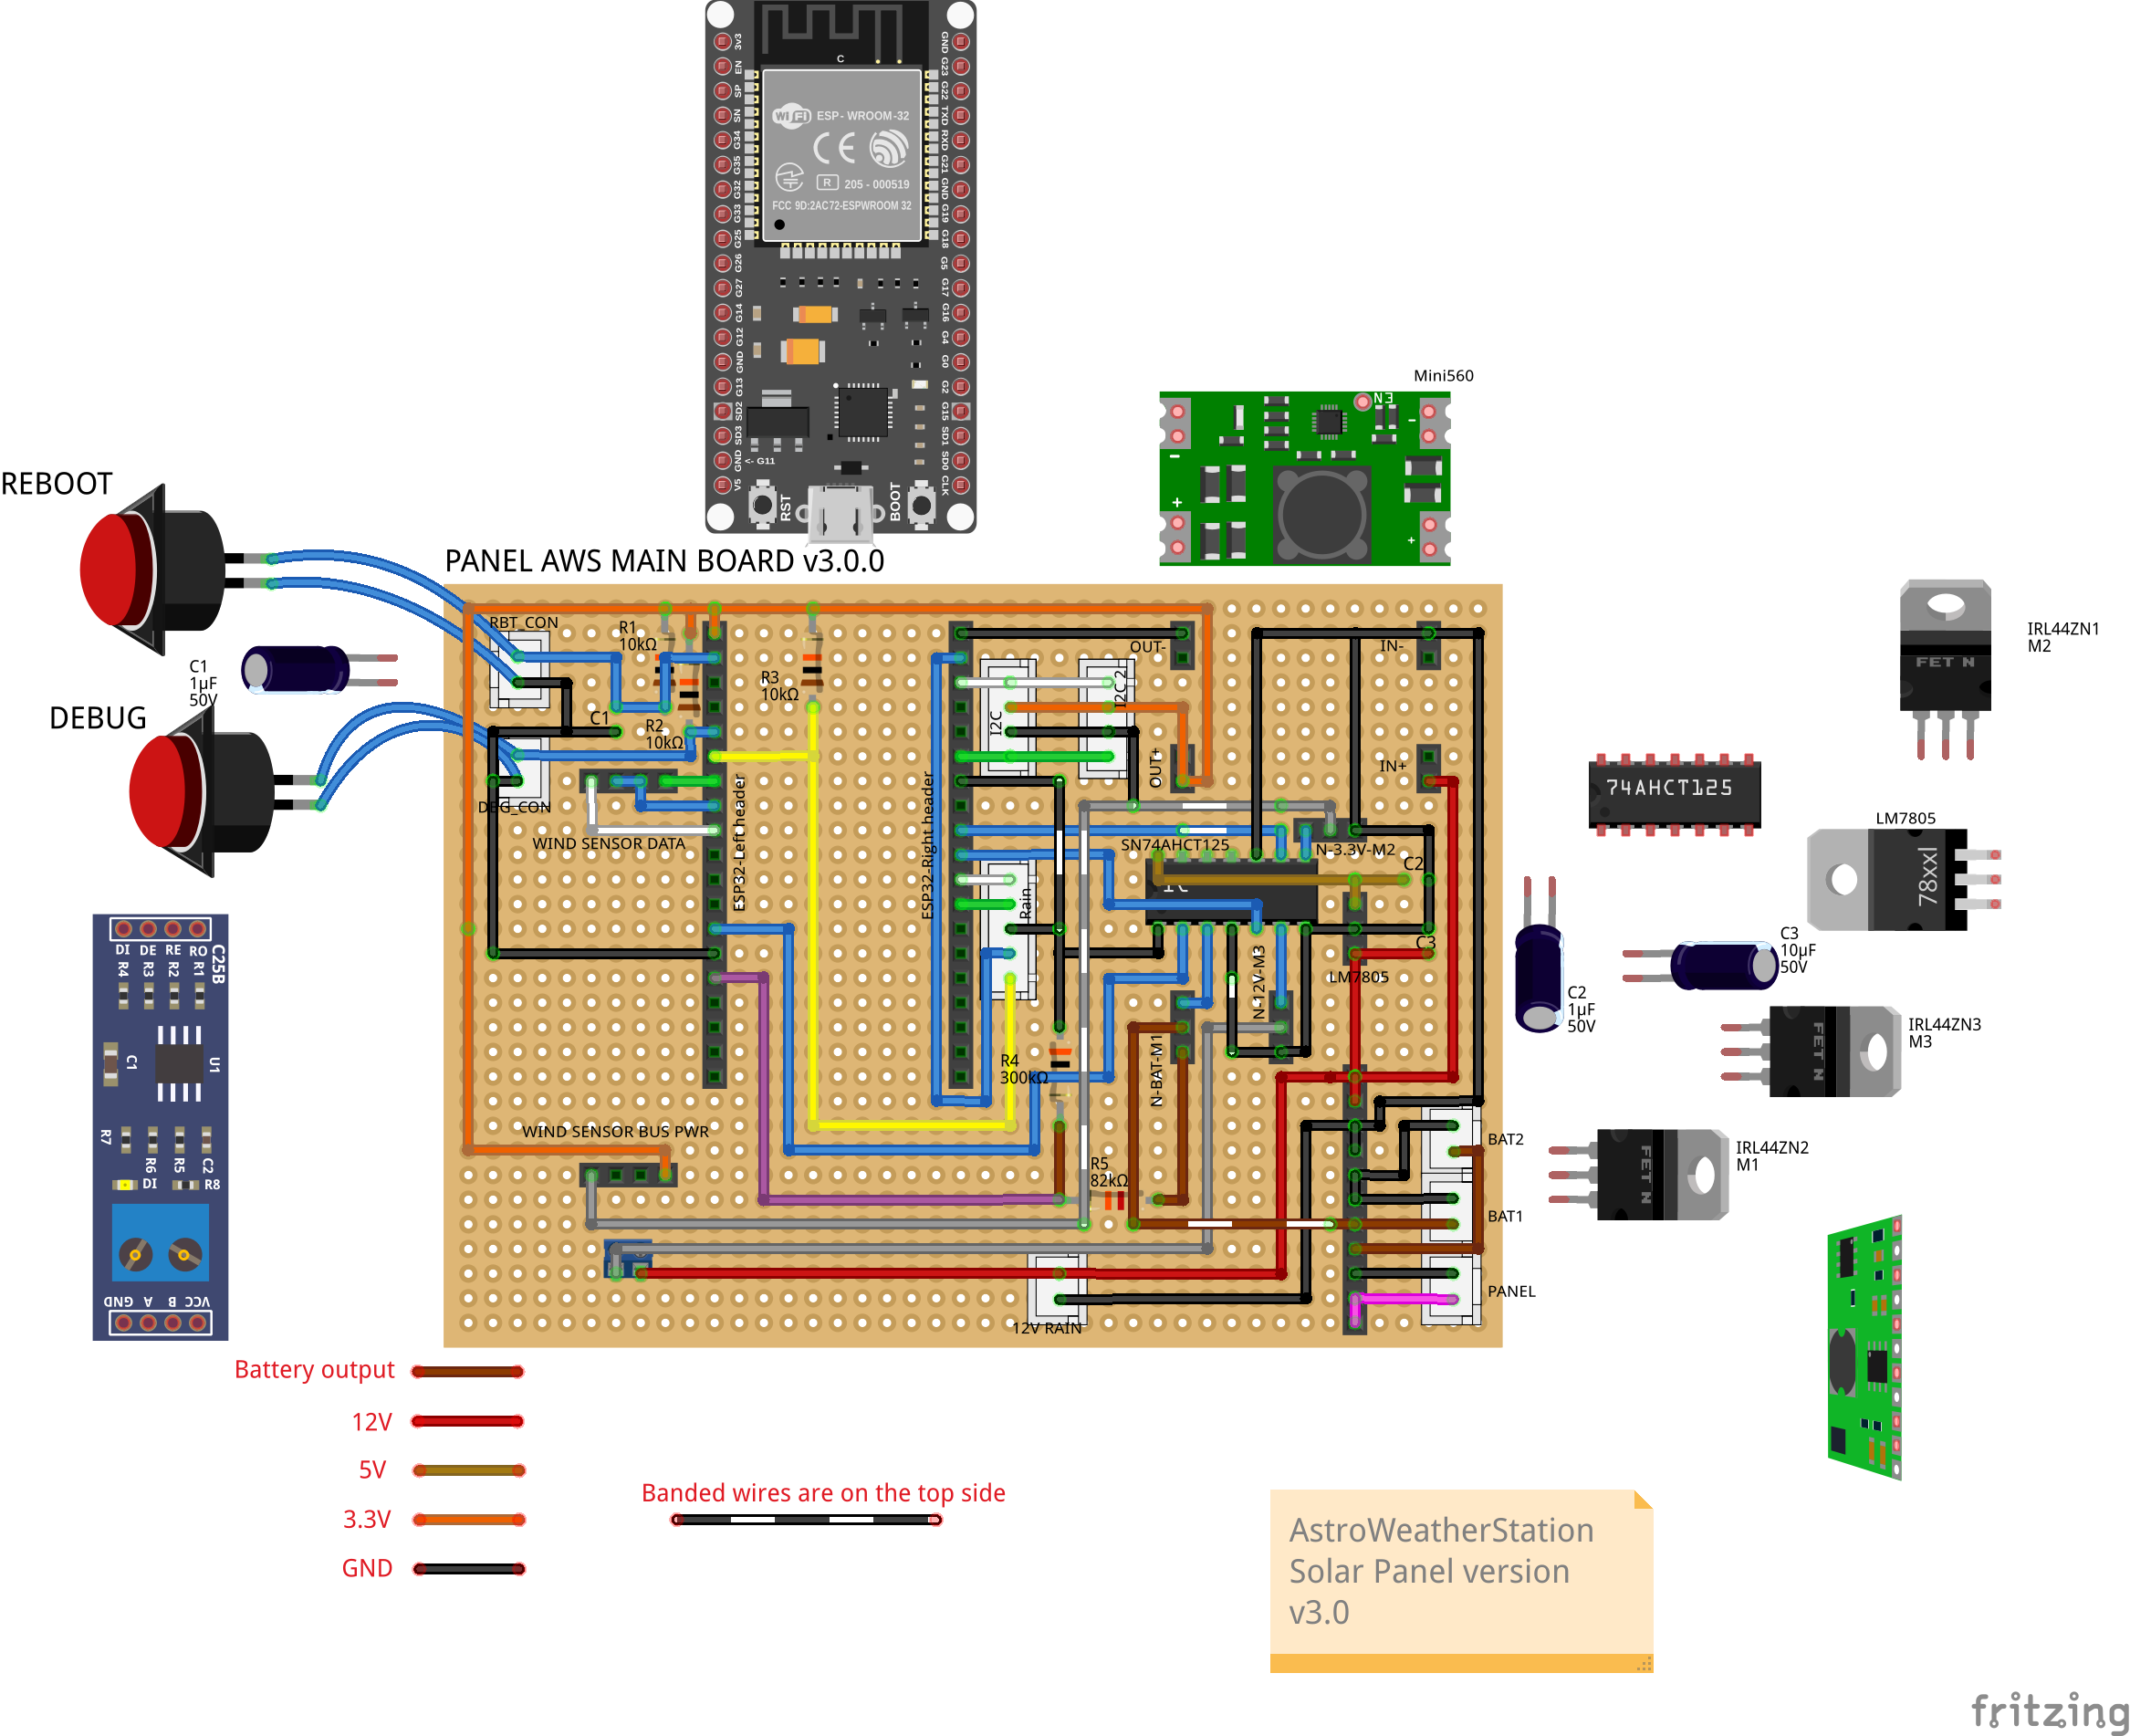 C
3v3
EN
SP
SN
G34
G35
G32
G33
G25
G26
G27
G14
G12
GND
G13
SD2
SD3
GND
V5
GND
G23
G22
TXD
RXD
G21
GND
G19
G18
G5
G17
G16
G4
G0
G2
G15
SD1
SD0
CLK
WiFi
ESP-WROOM-32
CE
R
205-000519
FCC 9D:2AC72-ESPWROOM 32
<- G11
RST
BOOT
Mini560
EN
-
-
+
+
REBOOT
C1
1µF
50V
DEBUG
PANEL AWS MAIN BOARD v3.0.0
RBT_CON
R1
10kΩ
R3
10kΩ
C1
R2
10kΩ
DEG_CON
WIND SENSOR DATA
ESP32-Left header
ESP32-Right header
I2C
I2C 2
OUT-
OUT+
IN-
IN+
SN74AHCT125
N-3.3V-M2
C2
IC
Rain
C3
N-12V-M3
LM7805
N-BAT-M1
R4
300kΩ
WIND SENSOR BUS PWR
R5
82kΩ
BAT2
BAT1
PANEL
12V RAIN
IRL44ZN1
M2
FET N
74AHCT125
LM7805
78xxl
C3
10µF
50V
C2
1µF
50V
IRL44ZN3
M3
FET N
IRL44ZN2
M1
FET N
DI DE RE RO
C25B
R4
R3
R2
R1
C1
U1
R7
R6
R5
C2
DI
R8
GND A B VCC
Battery output
12V
5V
3.3V
GND
Banded wires are on the top side
AstroWeatherStation
Solar Panel version
v3.0
fritzing